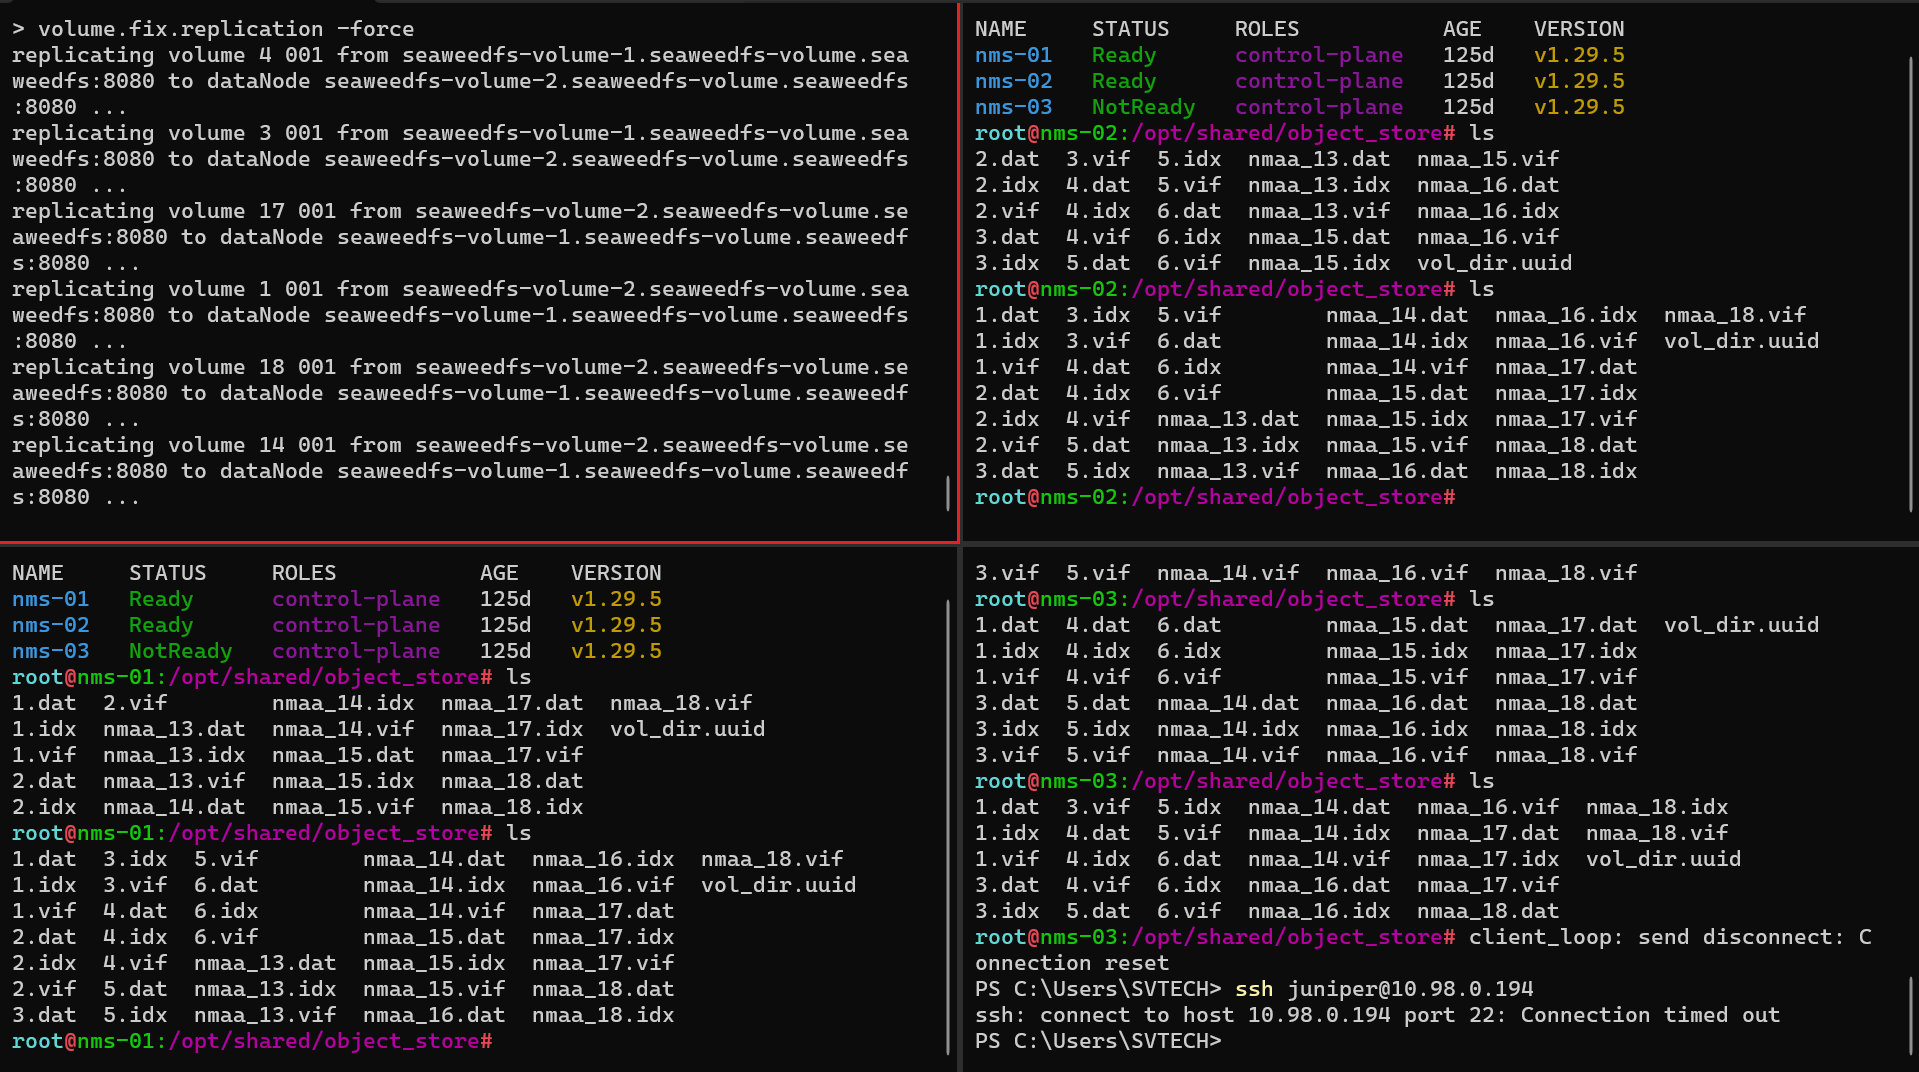 > volume.fix.replication -force
replicating volume 4 001 from seaweedfs-volume-1.seaweedfs-volume.sea
weedfs:8080 to dataNode seaweedfs-volume-2.seaweedfs-volume.seaweedfs
:8080 ...
replicating volume 3 001 from seaweedfs-volume-1.seaweedfs-volume.sea
weedfs:8080 to dataNode seaweedfs-volume-2.seaweedfs-volume.seaweedfs
:8080 ...
replicating volume 17 001 from seaweedfs-volume-2.seaweedfs-volume.se
aweedfs:8080 to dataNode seaweedfs-volume-1.seaweedfs-volume.seaweedf
s:8080 ...
replicating volume 1 001 from seaweedfs-volume-2.seaweedfs-volume.sea
weedfs:8080 to dataNode seaweedfs-volume-1.seaweedfs-volume.seaweedfs
:8080 ...
replicating volume 18 001 from seaweedfs-volume-2.seaweedfs-volume.se
aweedfs:8080 to dataNode seaweedfs-volume-1.seaweedfs-volume.seaweedf
s:8080 ...
replicating volume 14 001 from seaweedfs-volume-2.seaweedfs-volume.se
aweedfs:8080 to dataNode seaweedfs-volume-1.seaweedfs-volume.seaweedf
s:8080 ...
NAME STATUS ROLES AGE VERSION
nms-01 Ready control-plane 125d v1.29.5
nms-02 Ready control-plane 125d v1.29.5
nms-03 NotReady control-plane 125d v1.29.5
root@nms-02:/opt/shared/object_store# ls
2.dat 3.vif 5.idx nmaa_13.dat nmaa_15.vif
2.idx 4.dat 5.vif nmaa_13.idx nmaa_16.dat
2.vif 4.idx 6.dat nmaa_13.vif nmaa_16.idx
3.dat 4.vif 6.idx nmaa_15.dat nmaa_16.vif
3.idx 5.dat 6.vif nmaa_15.idx vol_dir.uuid
root@nms-02:/opt/shared/object_store# ls
1.dat 3.idx 5.vif nmaa_14.dat nmaa_16.idx nmaa_18.vif
1.idx 3.vif 6.dat nmaa_14.idx nmaa_16.vif vol_dir.uuid
1.vif 4.dat 6.idx nmaa_14.vif nmaa_17.dat
2.dat 4.idx 6.vif nmaa_15.dat nmaa_17.idx
2.idx 4.vif nmaa_13.dat nmaa_15.idx nmaa_17.vif
2.vif 5.dat nmaa_13.idx nmaa_15.vif nmaa_18.dat
3.dat 5.idx nmaa_13.vif nmaa_16.dat nmaa_18.idx
root@nms-02:/opt/shared/object_store#
NAME STATUS ROLES AGE VERSION
nms-01 Ready control-plane 125d v1.29.5
nms-02 Ready control-plane 125d v1.29.5
nms-03 NotReady control-plane 125d v1.29.5
root@nms-01:/opt/shared/object_store# ls
1.dat 2.vif nmaa_14.idx nmaa_17.dat nmaa_18.vif
1.idx nmaa_13.dat nmaa_14.vif nmaa_17.idx vol_dir.uuid
1.vif nmaa_13.idx nmaa_15.dat nmaa_17.vif
2.dat nmaa_13.vif nmaa_15.idx nmaa_18.dat
2.idx nmaa_14.dat nmaa_15.vif nmaa_18.idx
root@nms-01:/opt/shared/object_store# ls
1.dat 3.idx 5.vif nmaa_14.dat nmaa_16.idx nmaa_18.vif
1.idx 3.vif 6.dat nmaa_14.idx nmaa_16.vif vol_dir.uuid
1.vif 4.dat 6.idx nmaa_14.vif nmaa_17.dat
2.dat 4.idx 6.vif nmaa_15.dat nmaa_17.idx
2.idx 4.vif nmaa_13.dat nmaa_15.idx nmaa_17.vif
2.vif 5.dat nmaa_13.idx nmaa_15.vif nmaa_18.dat
3.dat 5.idx nmaa_13.vif nmaa_16.dat nmaa_18.idx
root@nms-01:/opt/shared/object_store#
3.vif 5.vif nmaa_14.vif nmaa_16.vif nmaa_18.vif
root@nms-03:/opt/shared/object_store# ls
1.dat 4.dat 6.dat nmaa_15.dat nmaa_17.dat vol_dir.uuid
1.idx 4.idx 6.idx nmaa_15.idx nmaa_17.idx
1.vif 4.vif 6.vif nmaa_15.vif nmaa_17.vif
3.dat 5.dat nmaa_14.dat nmaa_16.dat nmaa_18.dat
3.idx 5.idx nmaa_14.idx nmaa_16.idx nmaa_18.idx
3.vif 5.vif nmaa_14.vif nmaa_16.vif nmaa_18.vif
root@nms-03:/opt/shared/object_store# ls
1.dat 3.vif 5.idx nmaa_14.dat nmaa_16.vif nmaa_18.idx
1.idx 4.dat 5.vif nmaa_14.idx nmaa_17.dat nmaa_18.vif
1.vif 4.idx 6.dat nmaa_14.vif nmaa_17.idx vol_dir.uuid
3.dat 4.vif 6.idx nmaa_16.dat nmaa_17.vif
3.idx 5.dat 6.vif nmaa_16.idx nmaa_18.dat
root@nms-03:/opt/shared/object_store# client_loop: send disconnect: C
onnection reset
PS C:\Users\SVTECH> ssh juniper@10.98.0.194
ssh: connect to host 10.98.0.194 port 22: Connection timed out
PS C:\Users\SVTECH>